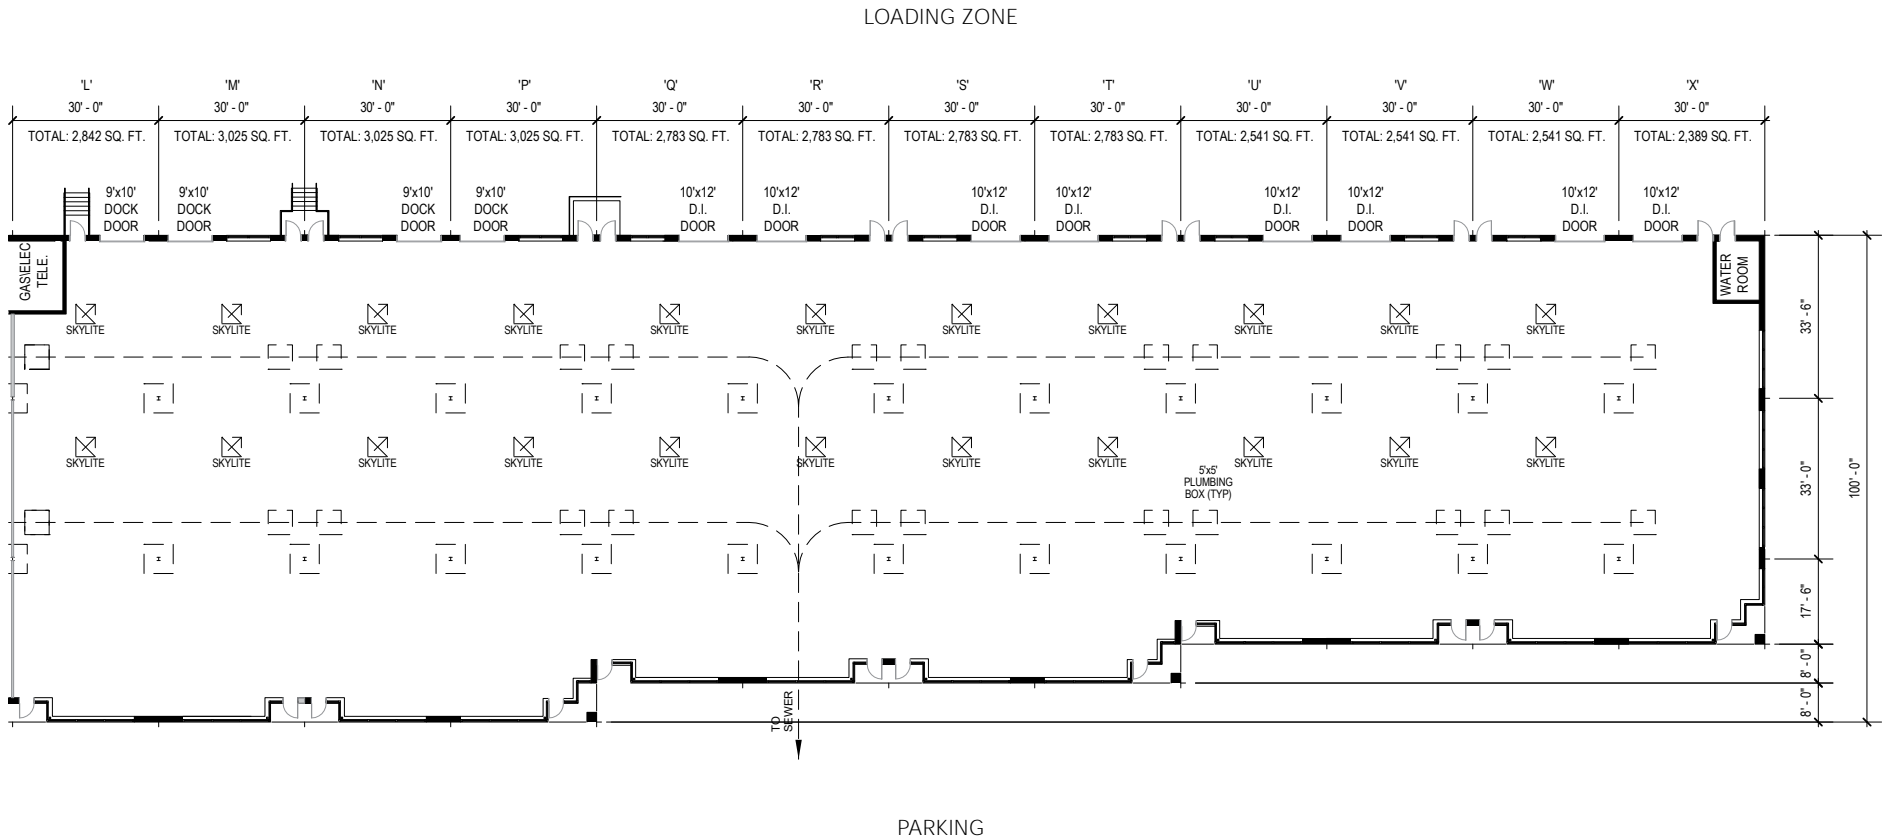 LOADING ZONE
'L' 'M' 'N' 'P' 'Q' 'R' 'S' 'T' 'U' 'V' 'W' 'X'
30' - 0" 30' - 0" 30' - 0" 30' - 0" 30' - 0" 30' - 0" 30' - 0" 30' - 0" 30' - 0" 30' - 0" 30' - 0" 30' - 0"
TOTAL: 2,842 SQ. FT. TOTAL: 3,025 SQ. FT. TOTAL: 3,025 SQ. FT. TOTAL: 3,025 SQ. FT. TOTAL: 2,783 SQ. FT. TOTAL: 2,783 SQ. FT. TOTAL: 2,783 SQ. FT. TOTAL: 2,783 SQ. FT. TOTAL: 2,541 SQ. FT. TOTAL: 2,541 SQ. FT. TOTAL: 2,541 SQ. FT. TOTAL: 2,389 SQ. FT.
9'x10' 9'x10' 9'x10' 9'x10' 10'x12' 10'x12' 10'x12' 10'x12' 10'x12' 10'x12' 10'x12' 10'x12'
DOCK DOCK DOCK DOCK D.I. D.I. D.I. D.I. D.I. D.I. D.I. D.I.
DOOR DOOR DOOR DOOR DOOR DOOR DOOR DOOR DOOR DOOR DOOR DOOR
GAS\ELEC
TELE.
WATER
ROOM
SKYLITE SKYLITE SKYLITE SKYLITE SKYLITE SKYLITE SKYLITE SKYLITE SKYLITE SKYLITE SKYLITE
33' - 6"
SKYLITE SKYLITE SKYLITE SKYLITE SKYLITE SKYLITE SKYLITE SKYLITE SKYLITE SKYLITE SKYLITE
5'x5'
PLUMBING
BOX (TYP)
33' - 0"
100' - 0"
17' - 6"
8' - 0"
8' - 0"
TO
SEWER
PARKING